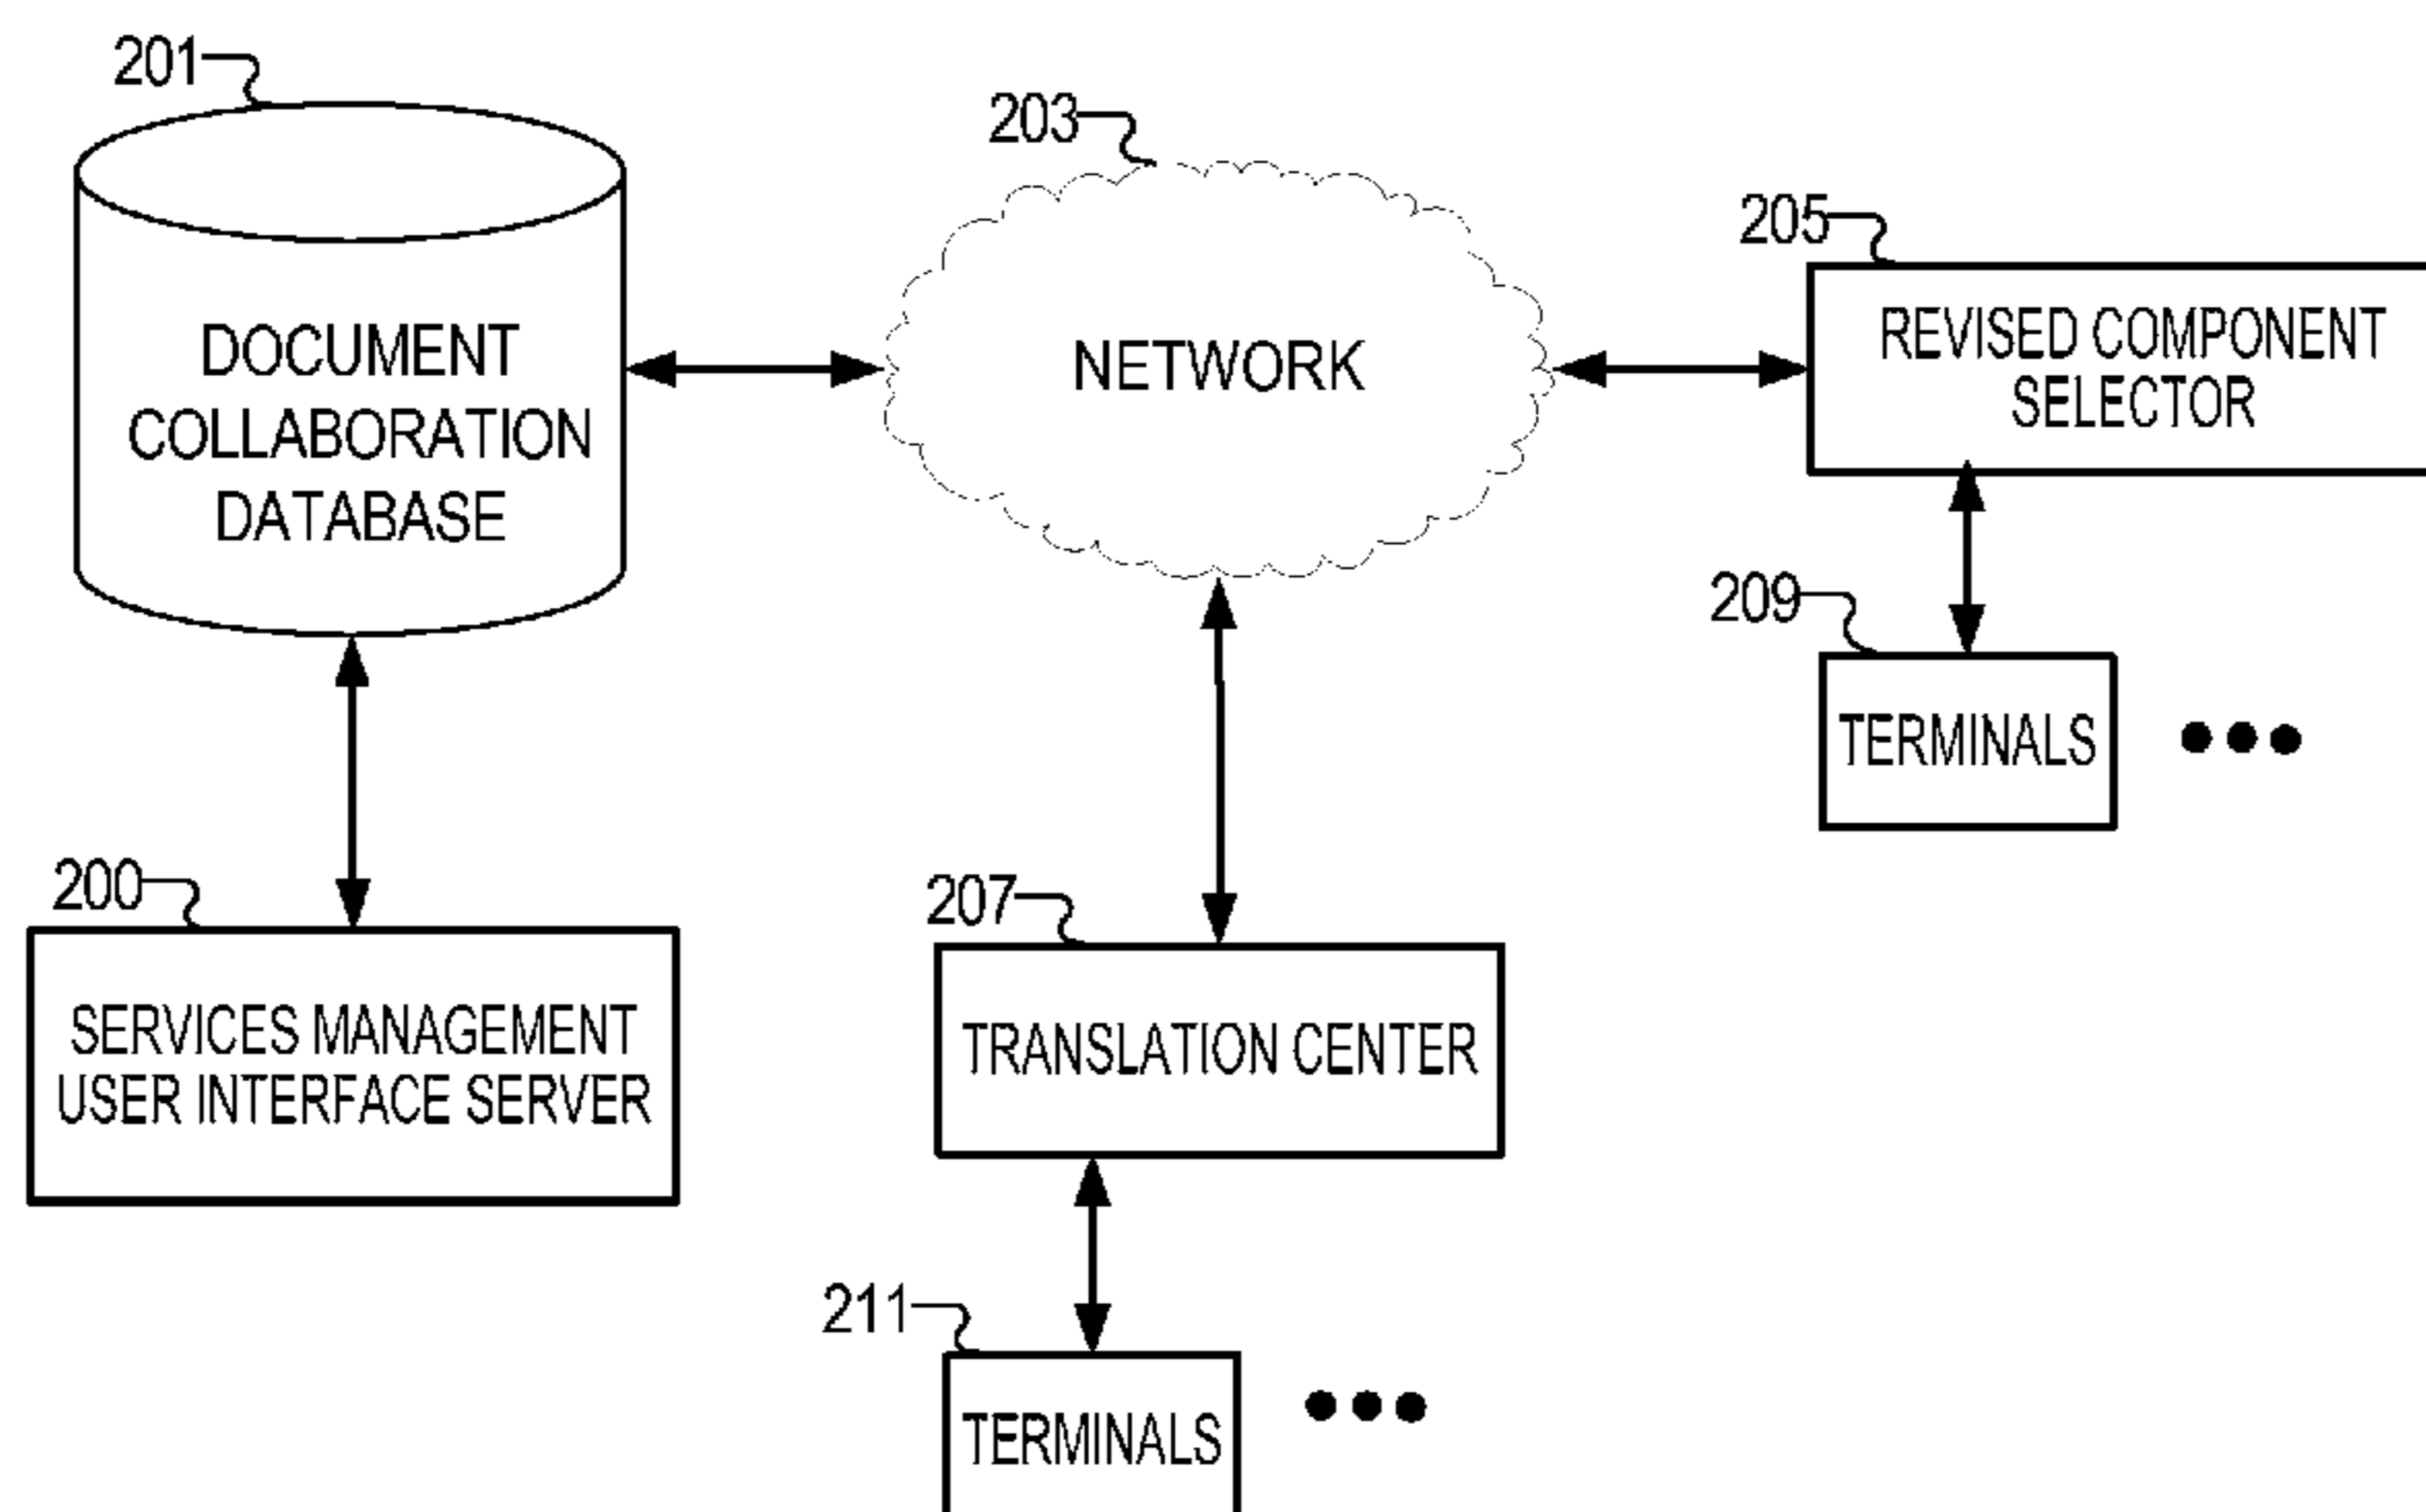 201
DOCUMENT
COLLABORATION
DATABASE
203
NETWORK
205
REVISED COMPONENT
SELECTOR
209
TERMINALS
200
SERVICES MANAGEMENT
USER INTERFACE SERVER
207
TRANSLATION CENTER
211
TERMINALS